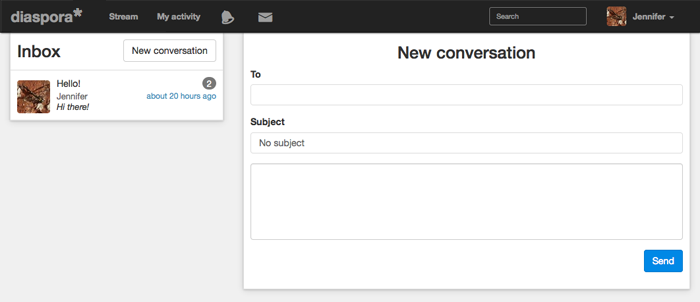 diaspora* Stream My activity Search Jennifer
Inbox New conversation
Hello! 2
Jennifer about 20 hours ago
Hi there!
New conversation
To
Subject
No subject
Send